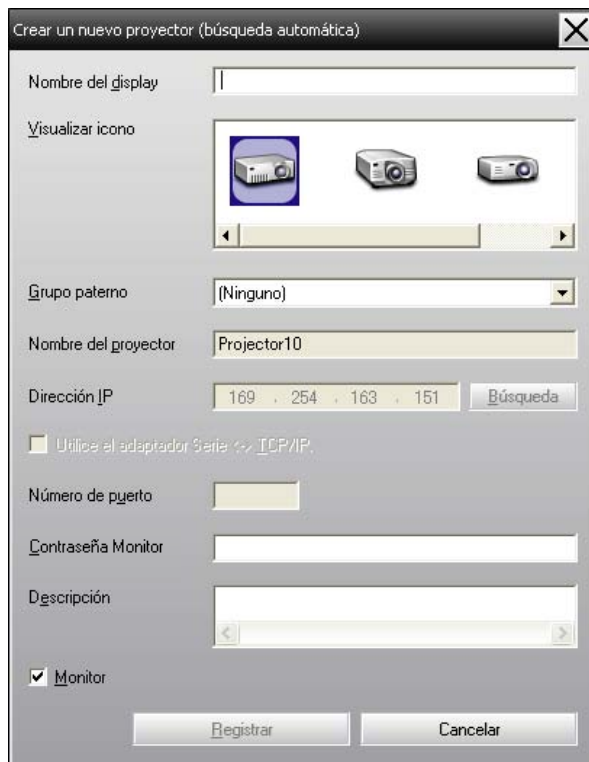 Crear un nuevo proyector (búsqueda automática)
Nombre del display
Visualizar icono
Grupo paterno (Ninguno)
Nombre del proyector Projector10
Dirección IP 169 . 254 . 163 . 151 Búsqueda
Utilice el adaptador Serie <-> TCP/IP.
Número de puerto
Contraseña Monitor
Descripción
Monitor
Registrar Cancelar